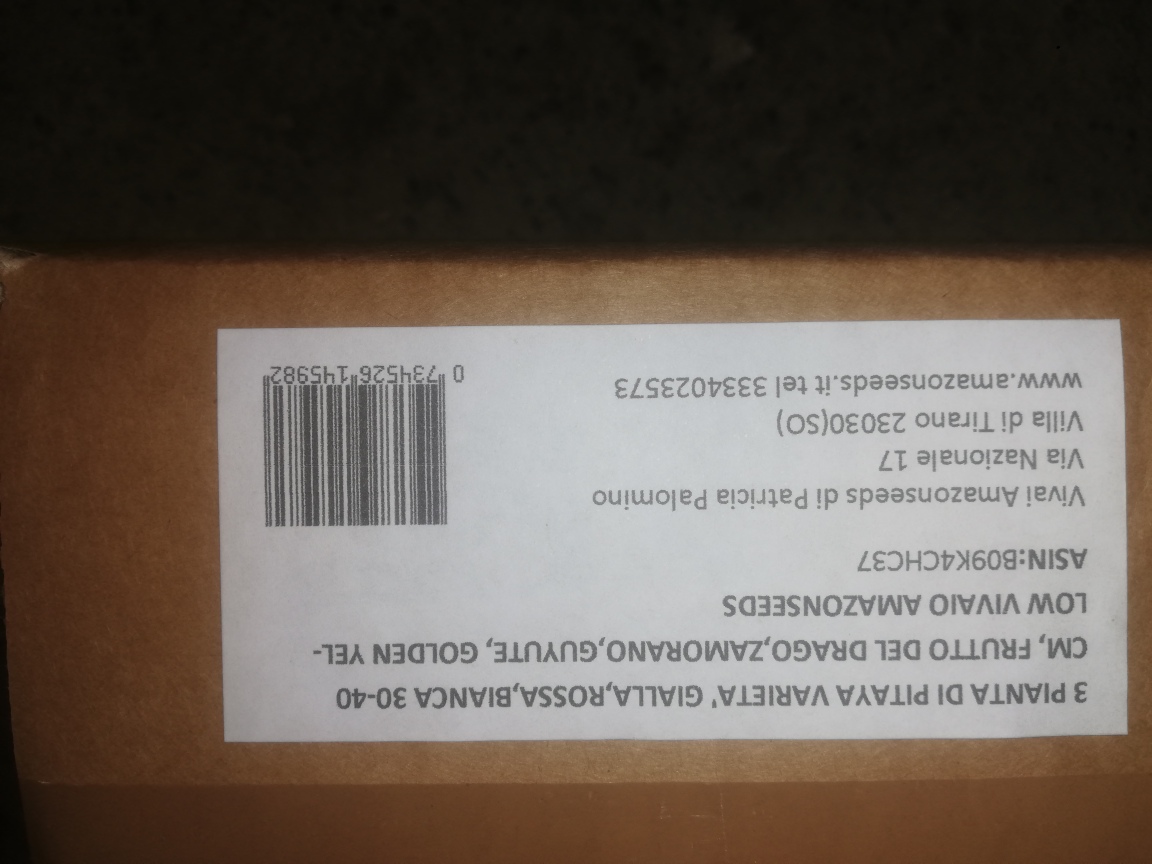 3 PIANTA DI PITAYA VARIETA' GIALLA,ROSSA,BIANCA 30-40
CM, FRUTTO DEL DRAGO,ZAMORANO,GUYUTE, GOLDEN YEL-
LOW VIVAIO AMAZONSEEDS
ASIN:B09K4CHC37
Vivai Amazonseeds di Patricia Palomino
Via Nazionale 17
Villa di Tirano 23030(SO)
www.amazonseeds.it tel 3334023573
0 734526 145982